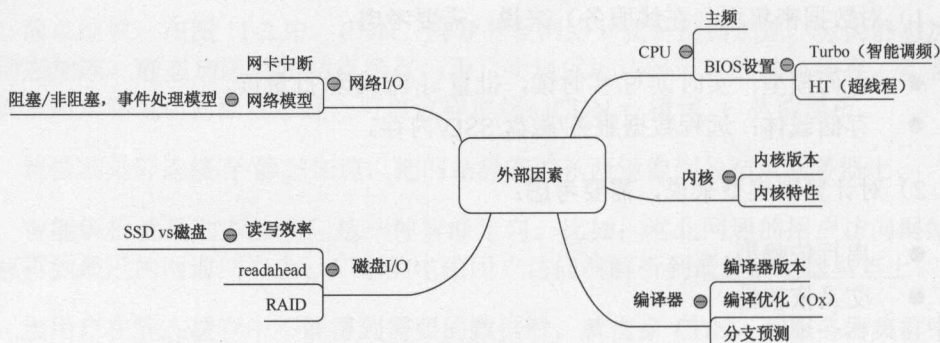 外部因素
CPU
主频
BIOS设置
Turbo（智能调频）
HT（超线程）
内核
内核版本
内核特性
编译器
编译器版本
编译优化（Ox）
分支预测
网络I/O
网卡中断
网络模型
阻塞/非阻塞，事件处理模型
磁盘I/O
读写效率
SSD vs磁盘
readahead
RAID